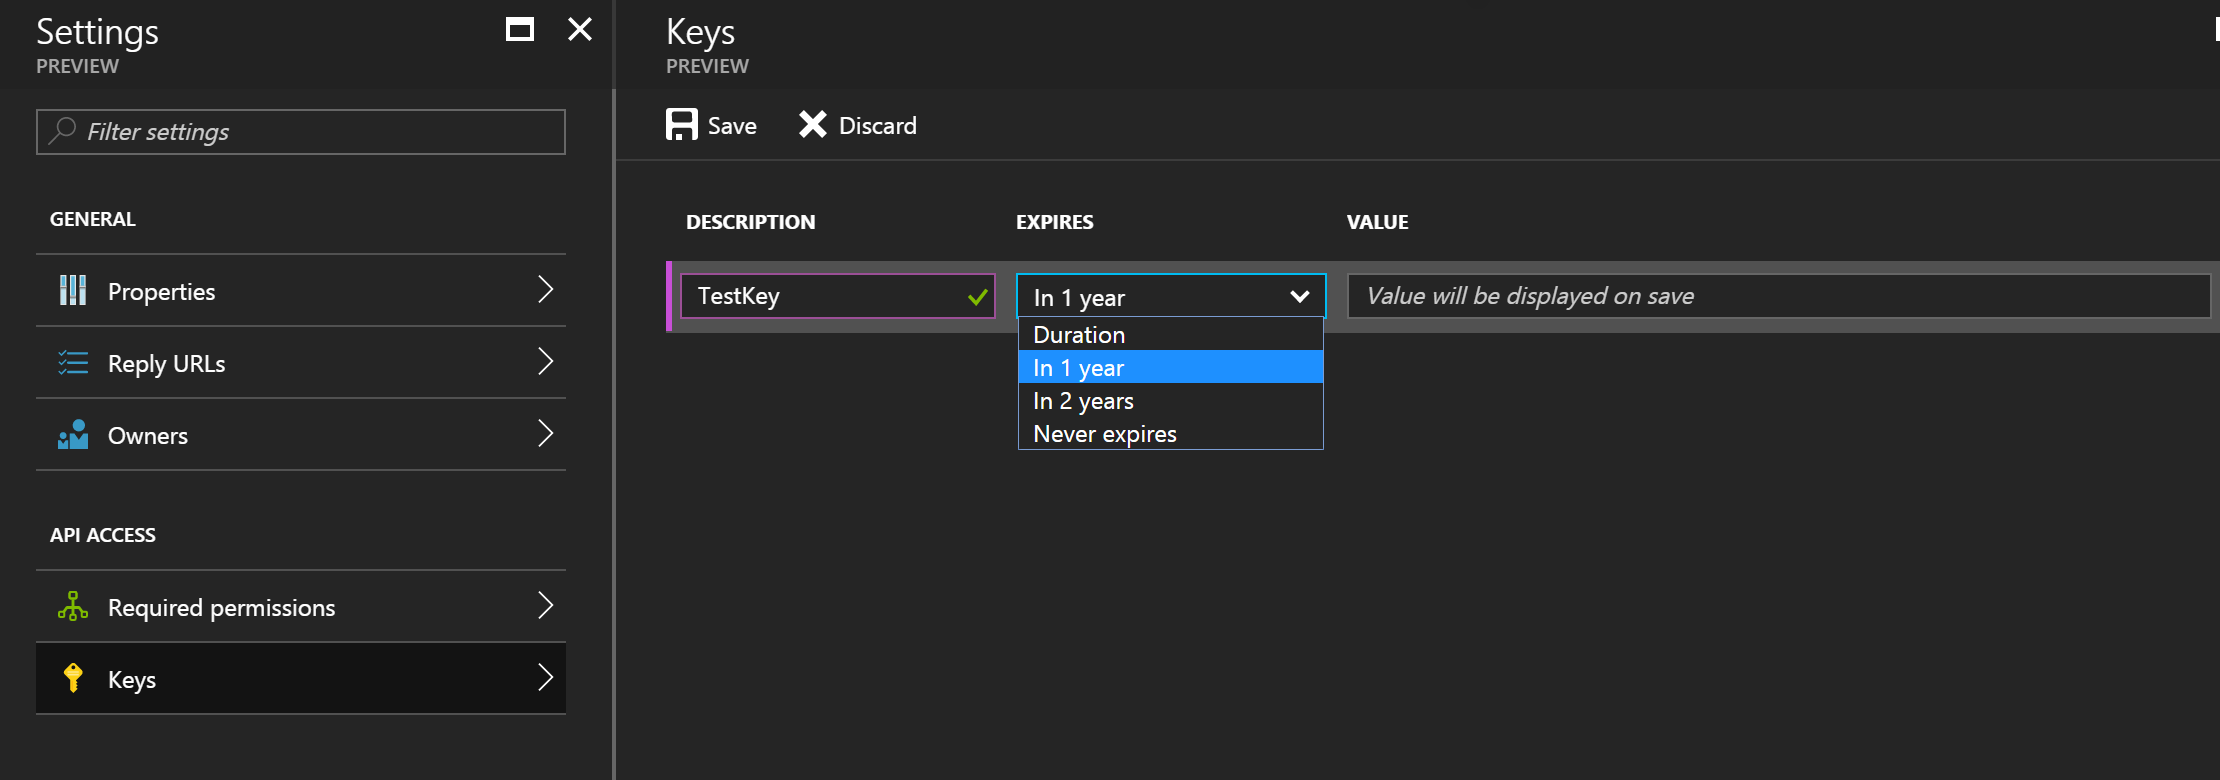 Settings
PREVIEW
Filter settings
GENERAL
Properties
Reply URLs
Owners
API ACCESS
Required permissions
Keys
Keys
PREVIEW
Save Discard
DESCRIPTION EXPIRES VALUE
TestKey In 1 year Value will be displayed on save
Duration
In 1 year
In 2 years
Never expires